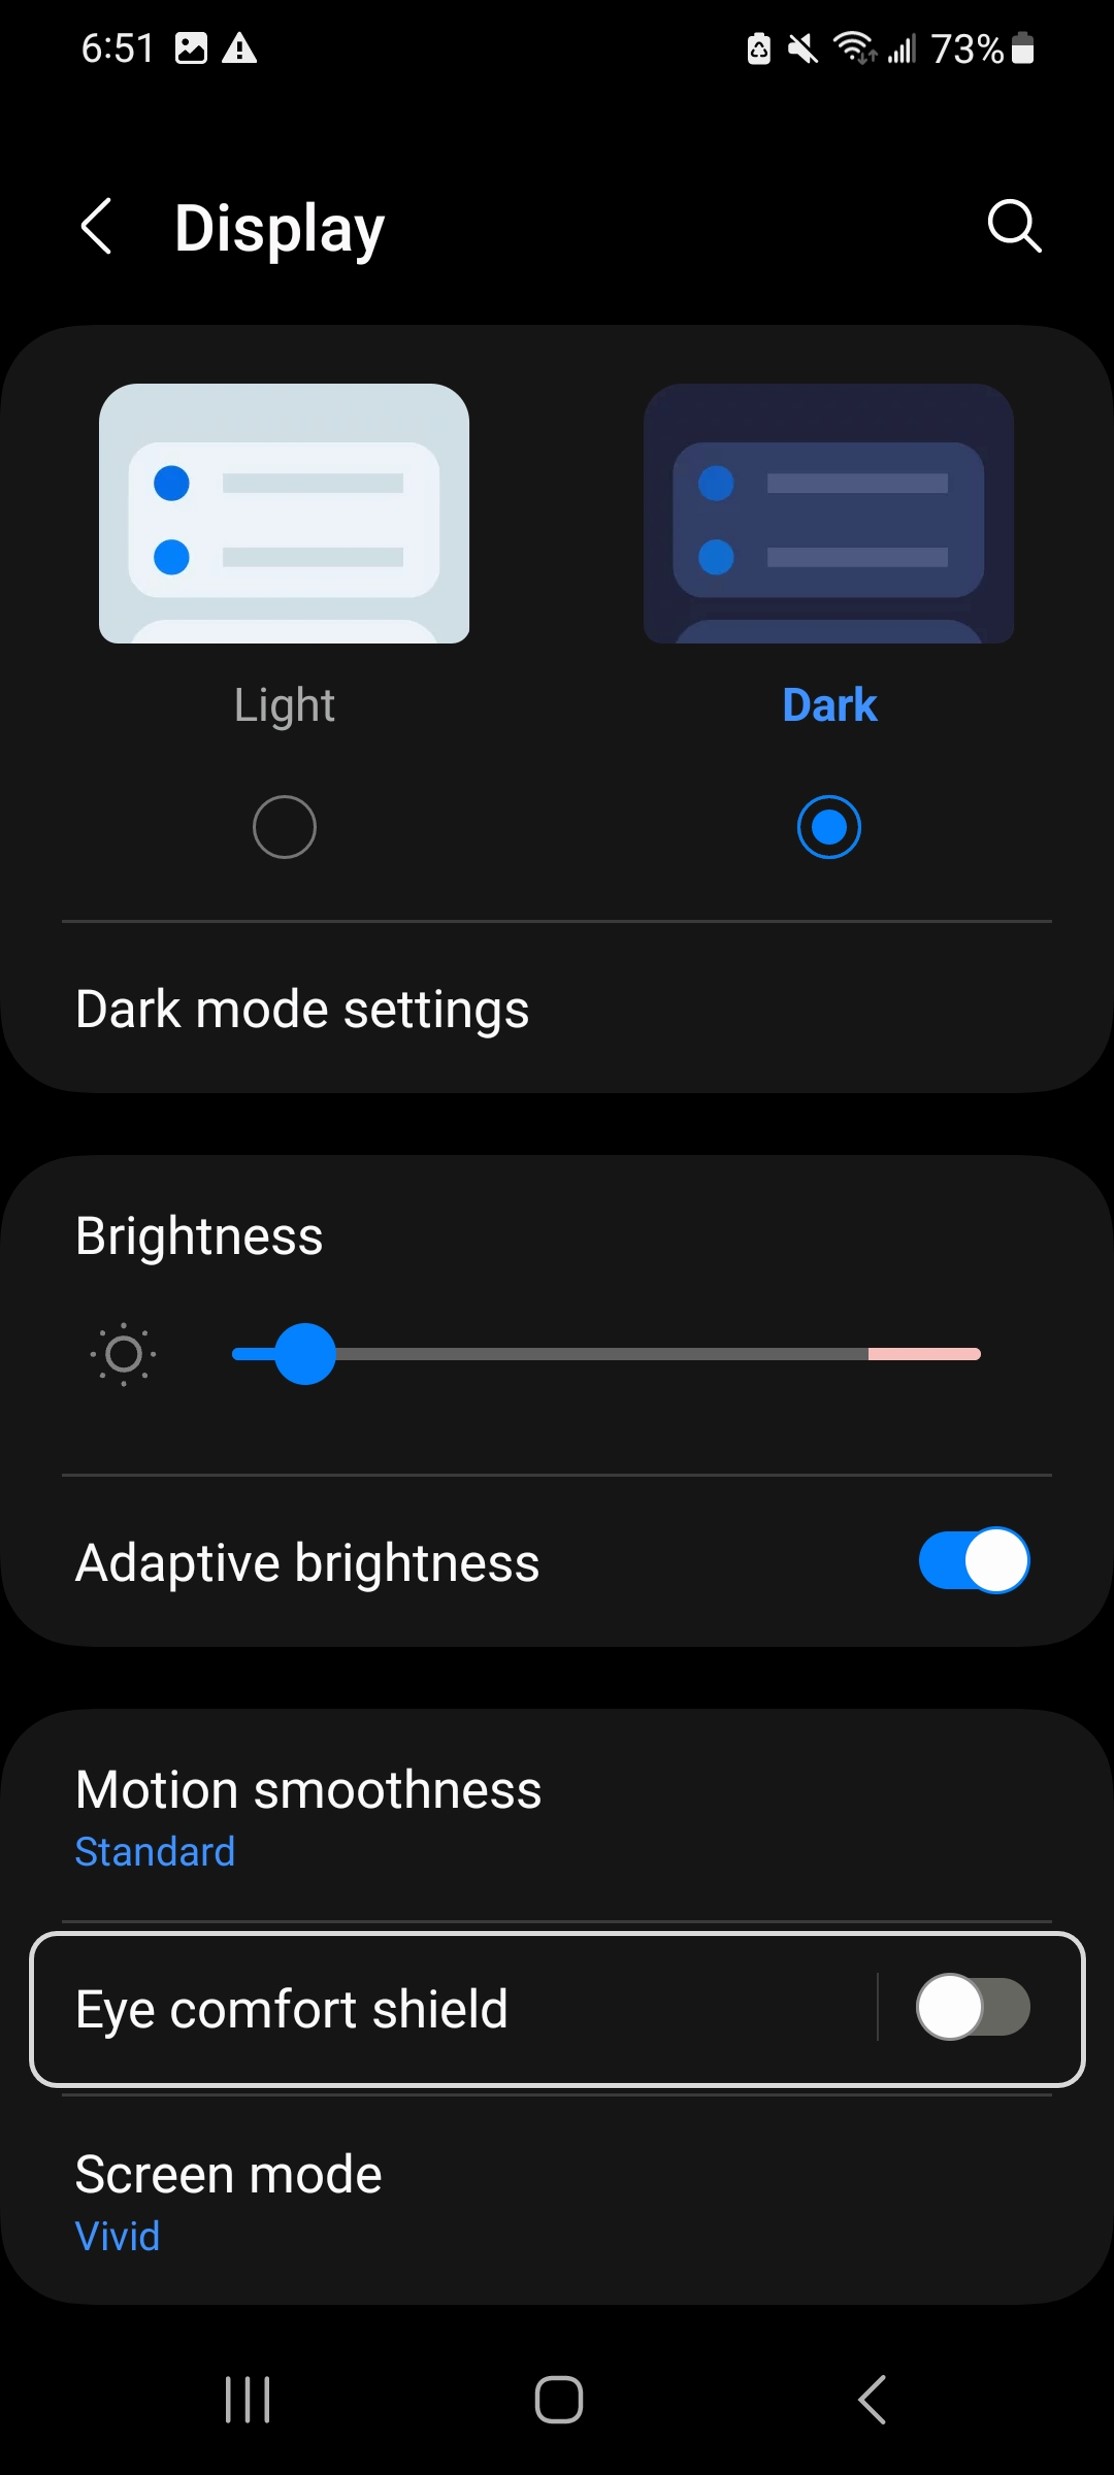 6:51 73%
Display
Light Dark
Dark mode settings
Brightness
Adaptive brightness
Motion smoothness
Standard
Eye comfort shield
Screen mode
Vivid